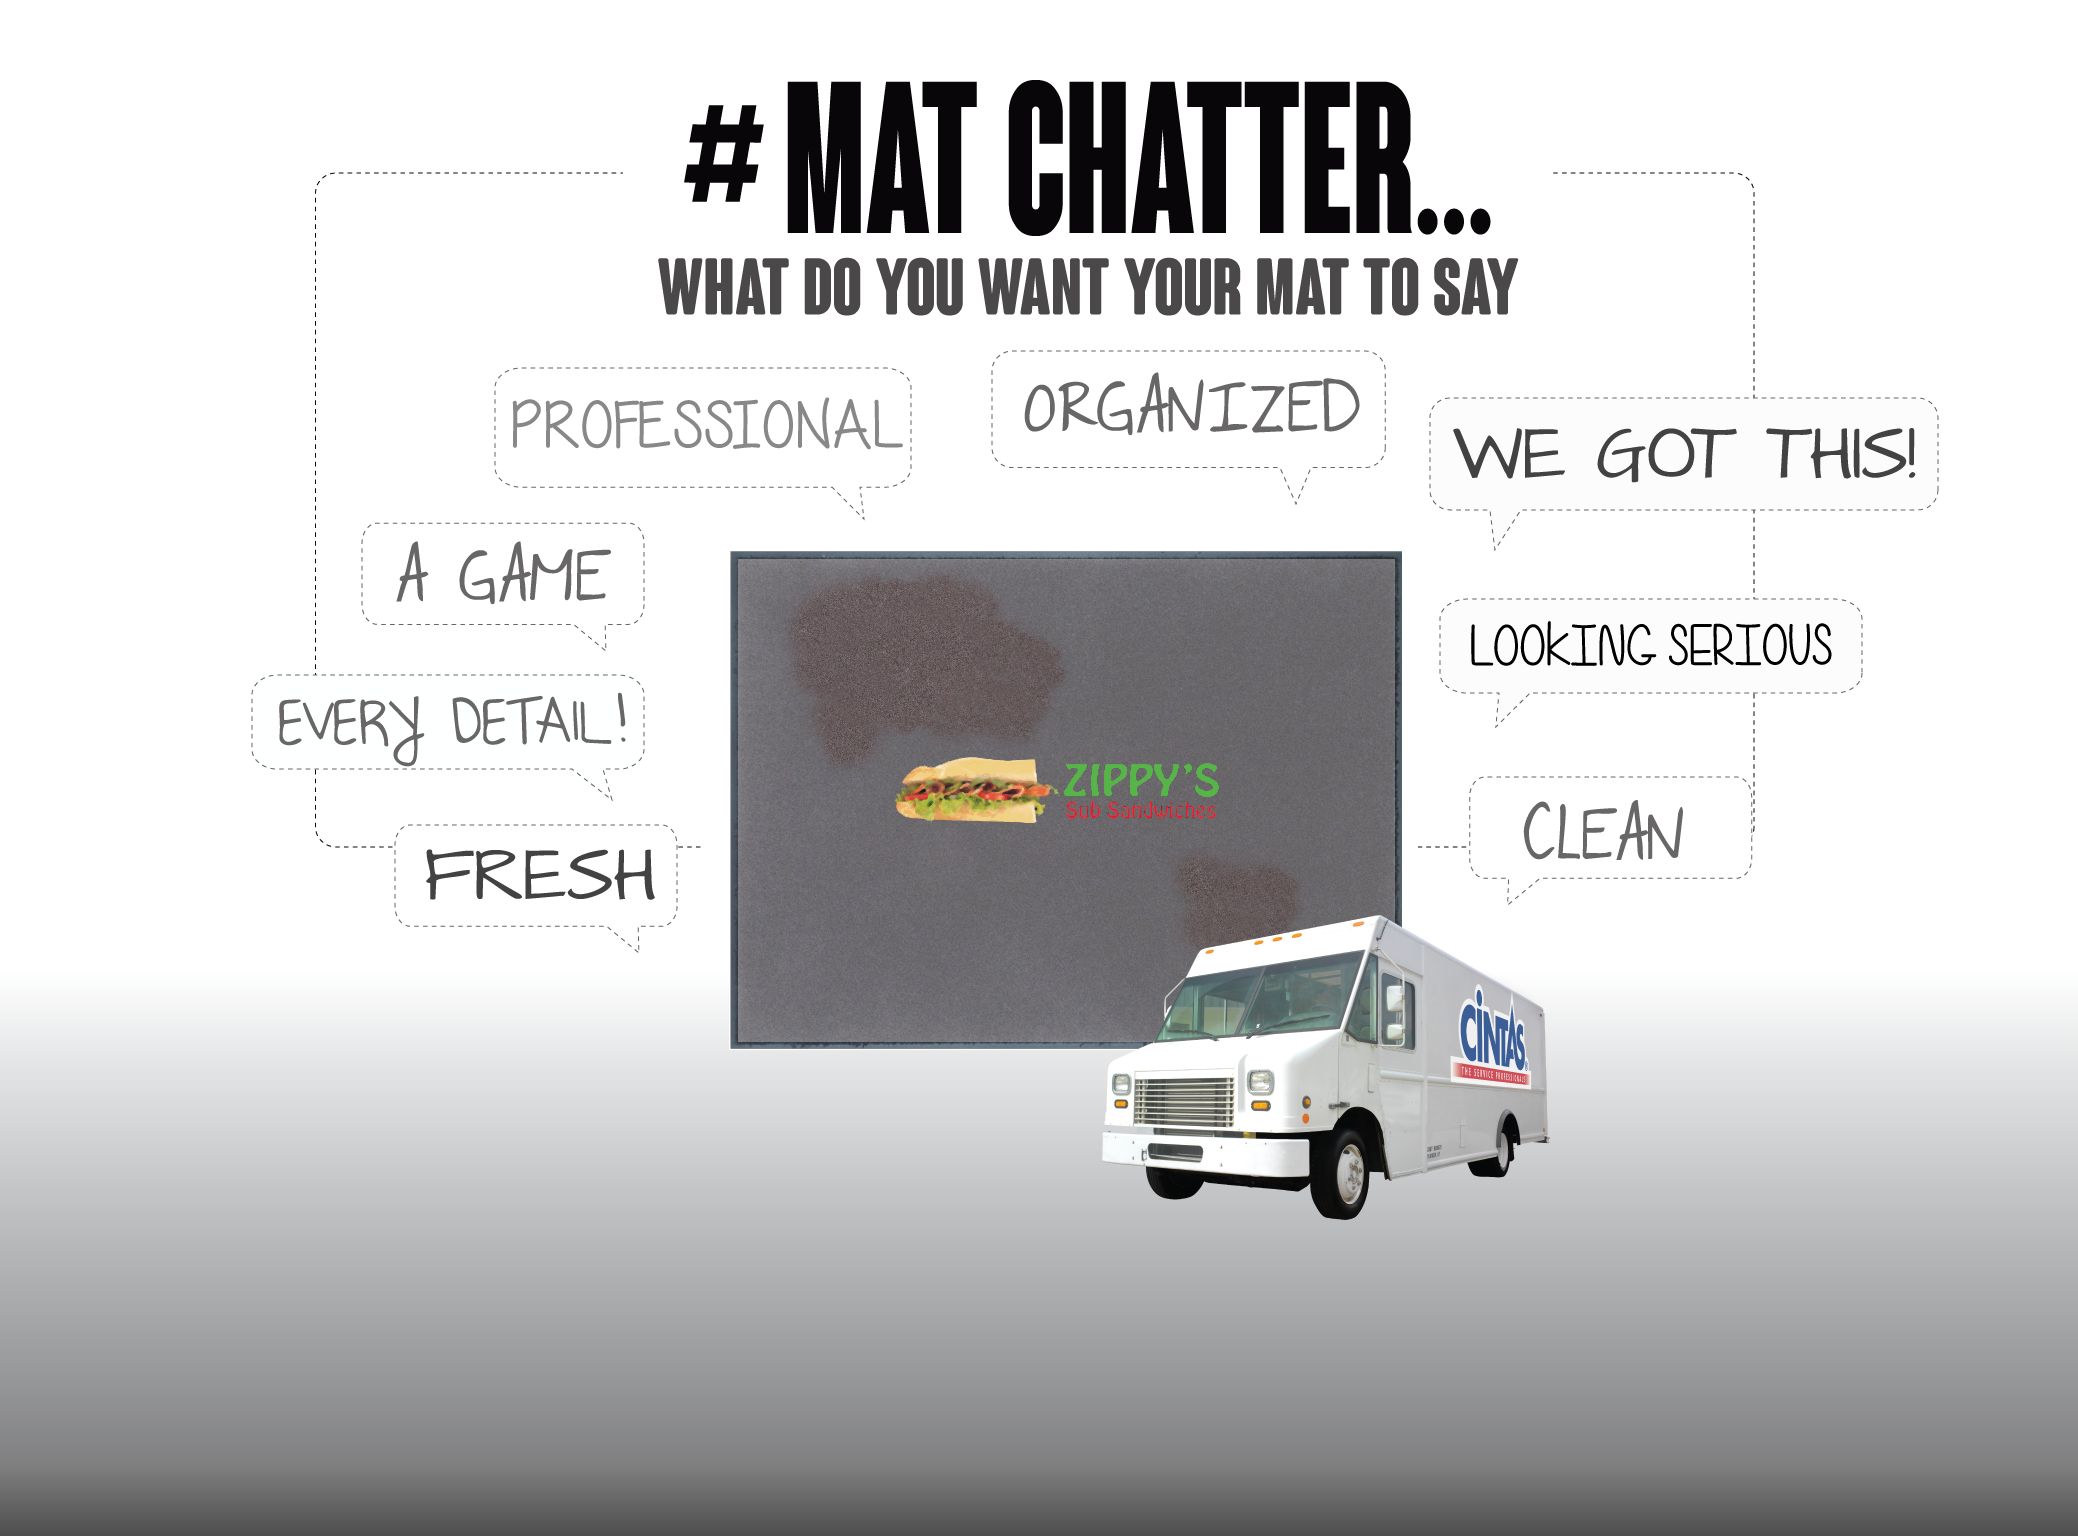 # MAT CHATTER...
WHAT DO YOU WANT YOUR MAT TO SAY
PROFESSIONAL
ORGANIZED
WE GOT THIS!
A GAME
LOOKING SERIOUS
EVERY DETAIL!
ZIPPY'S
Sub Sandwiches
CLEAN
FRESH
CINTAS®
THE SERVICE PROFESSIONALS